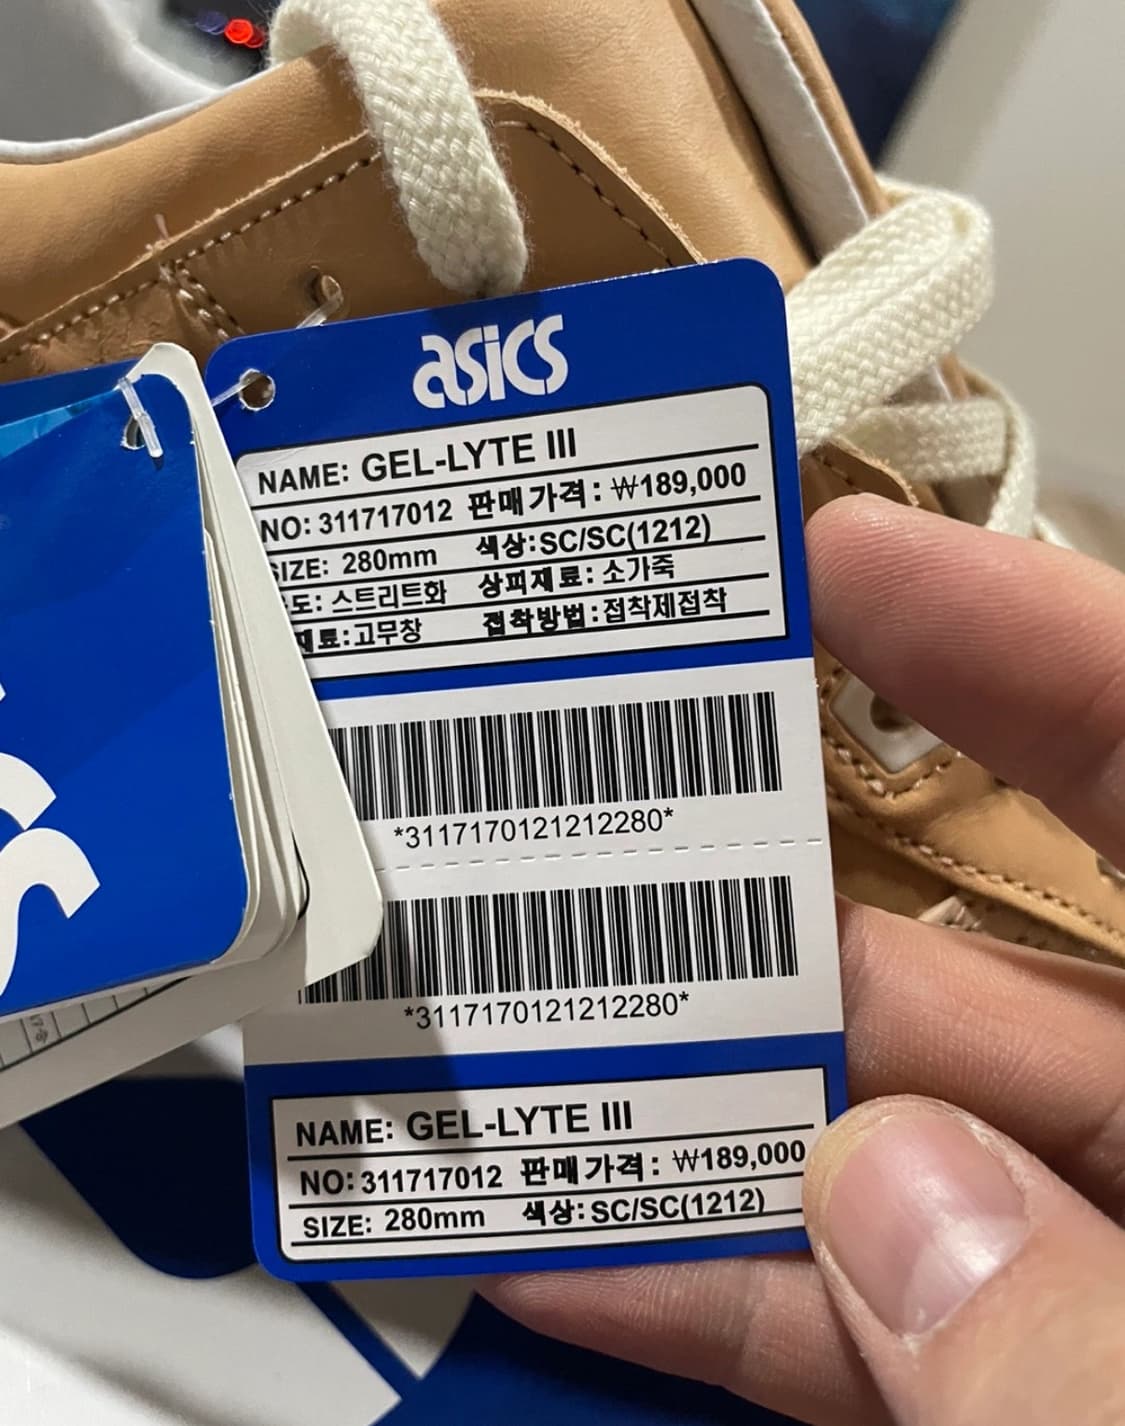 asics
NAME: GEL-LYTE III
NO: 311717012 판매가격: ₩189,000
SIZE: 280mm 색상:SC/SC(1212)
도: 스트리트화 상피재료: 소가죽
재료:고무창 접착방법:접착제접착
*3117170121212280*
*3117170121212280*
NAME: GEL-LYTE III
NO: 311717012 판매가격: ₩189,000
SIZE: 280mm 색상:SC/SC(1212)